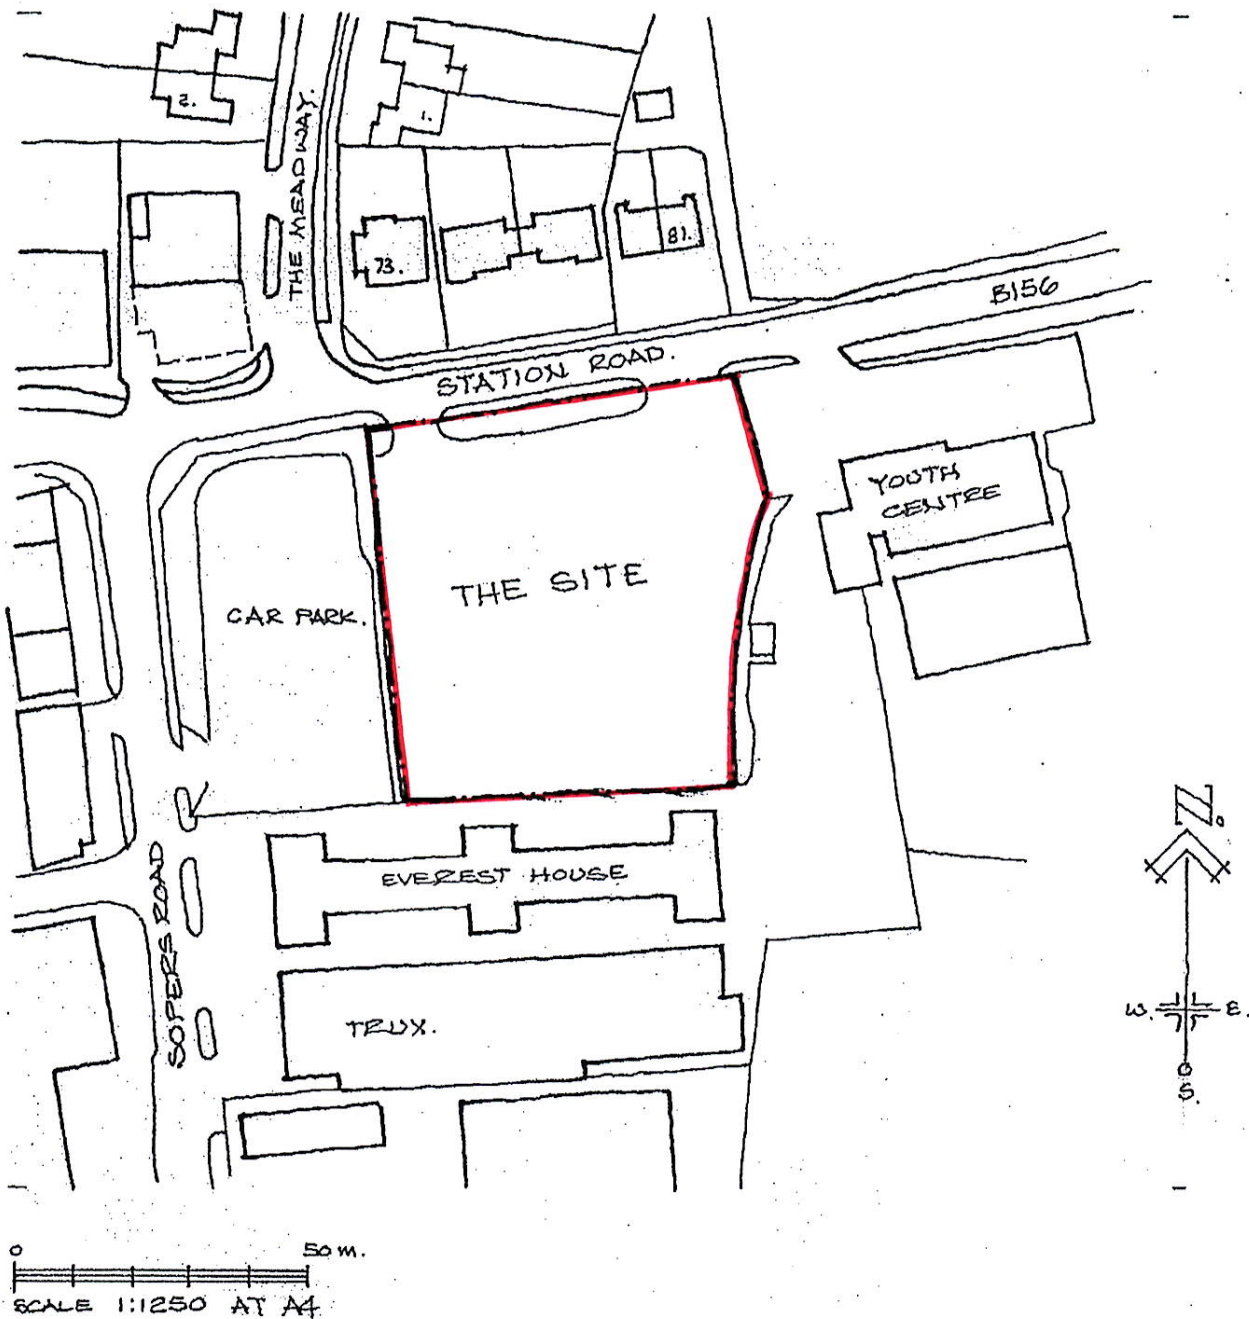 2.
1.
THE MEADWAY.
73.
81.
B156
STATION ROAD.
YOUTH
CENTRE
THE SITE
CAR PARK.
N.
EVEREST HOUSE
SOPERS ROAD
W. E.
TRUX.
S.
0 50m.
SCALE 1:1250 AT A4